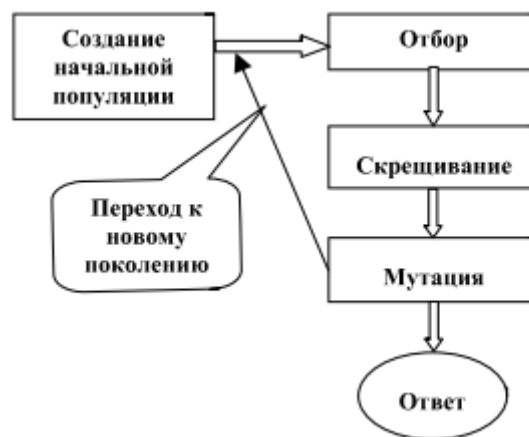 Создание
начальной
популяции
Отбор
Скрещивание
Переход к
новому
поколению
Мутация
Ответ